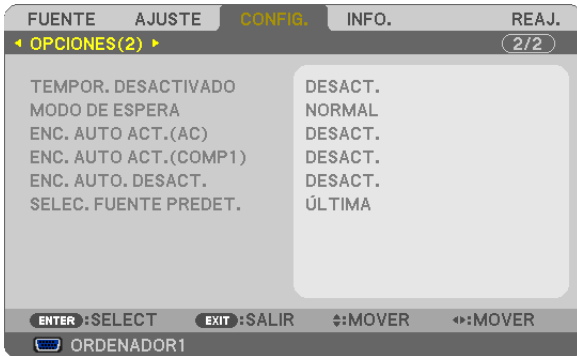 FUENTE AJUSTE CONFIG. INFO. REAJ.
OPCIONES(2) 2/2
TEMPOR. DESACTIVADO DESACT.
MODO DE ESPERA NORMAL
ENC. AUTO ACT.(AC) DESACT.
ENC. AUTO ACT.(COMP1) DESACT.
ENC. AUTO. DESACT. DESACT.
SELEC. FUENTE PREDET. ÚLTIMA
ENTER :SELECT EXIT :SALIR :MOVER :MOVER
ORDENADOR1